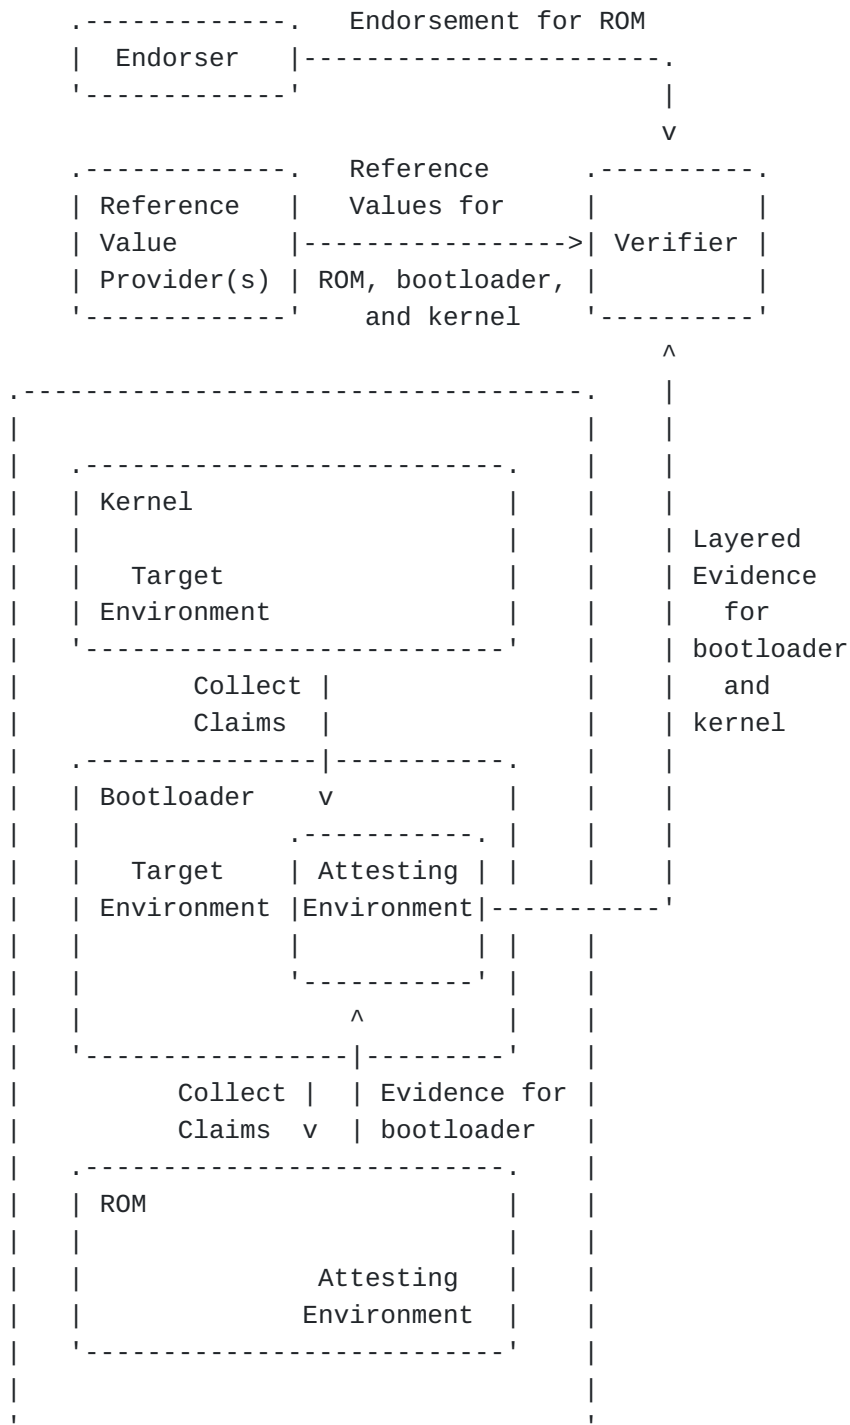 Endorsement for ROM
Endorser
Reference
Values for
Reference
Value
Provider(s)
ROM, bootloader,
and kernel
Verifier
Kernel
Target
Environment
Layered
Evidence
for
bootloader
and
kernel
Collect
Claims
Bootloader
Target
Environment
Attesting
Environment
Collect
Claims
Evidence for
bootloader
ROM
Attesting
Environment